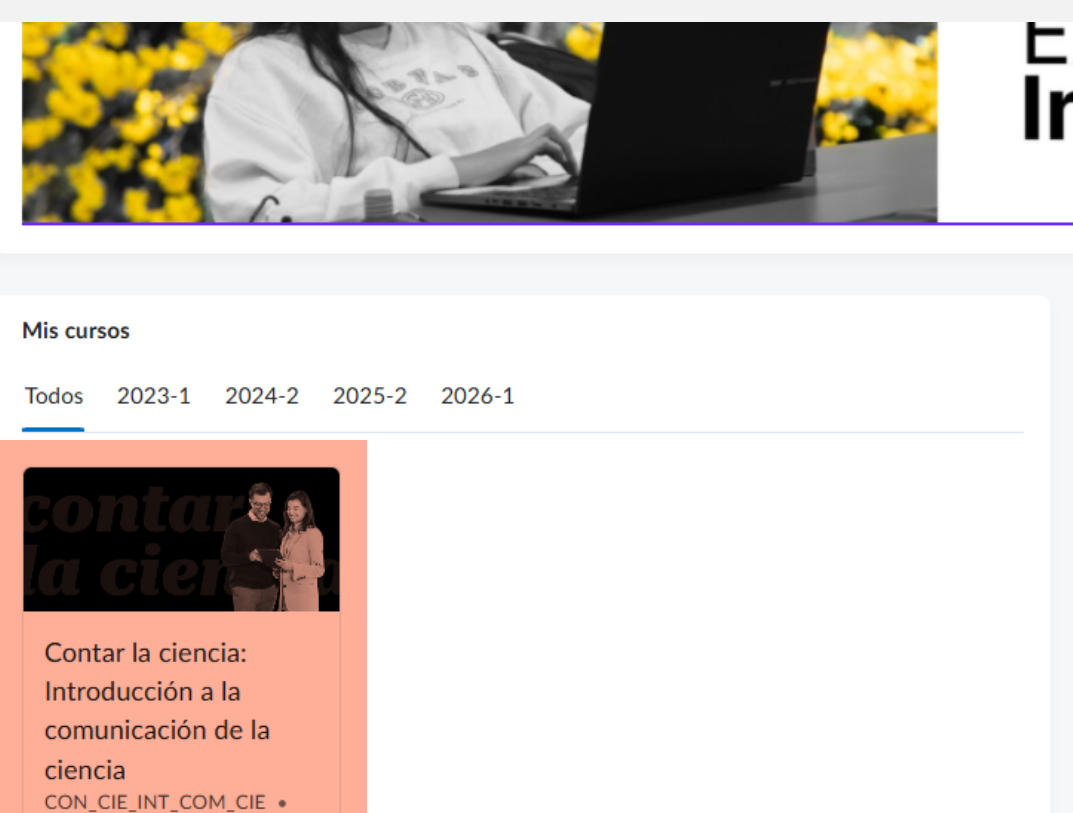 Mis cursos
Todos 2023-1 2024-2 2025-2 2026-1
contar
la cien
Contar la ciencia:
Introducción a la
comunicación de la
ciencia
CON_CIE_INT_COM_CIE •